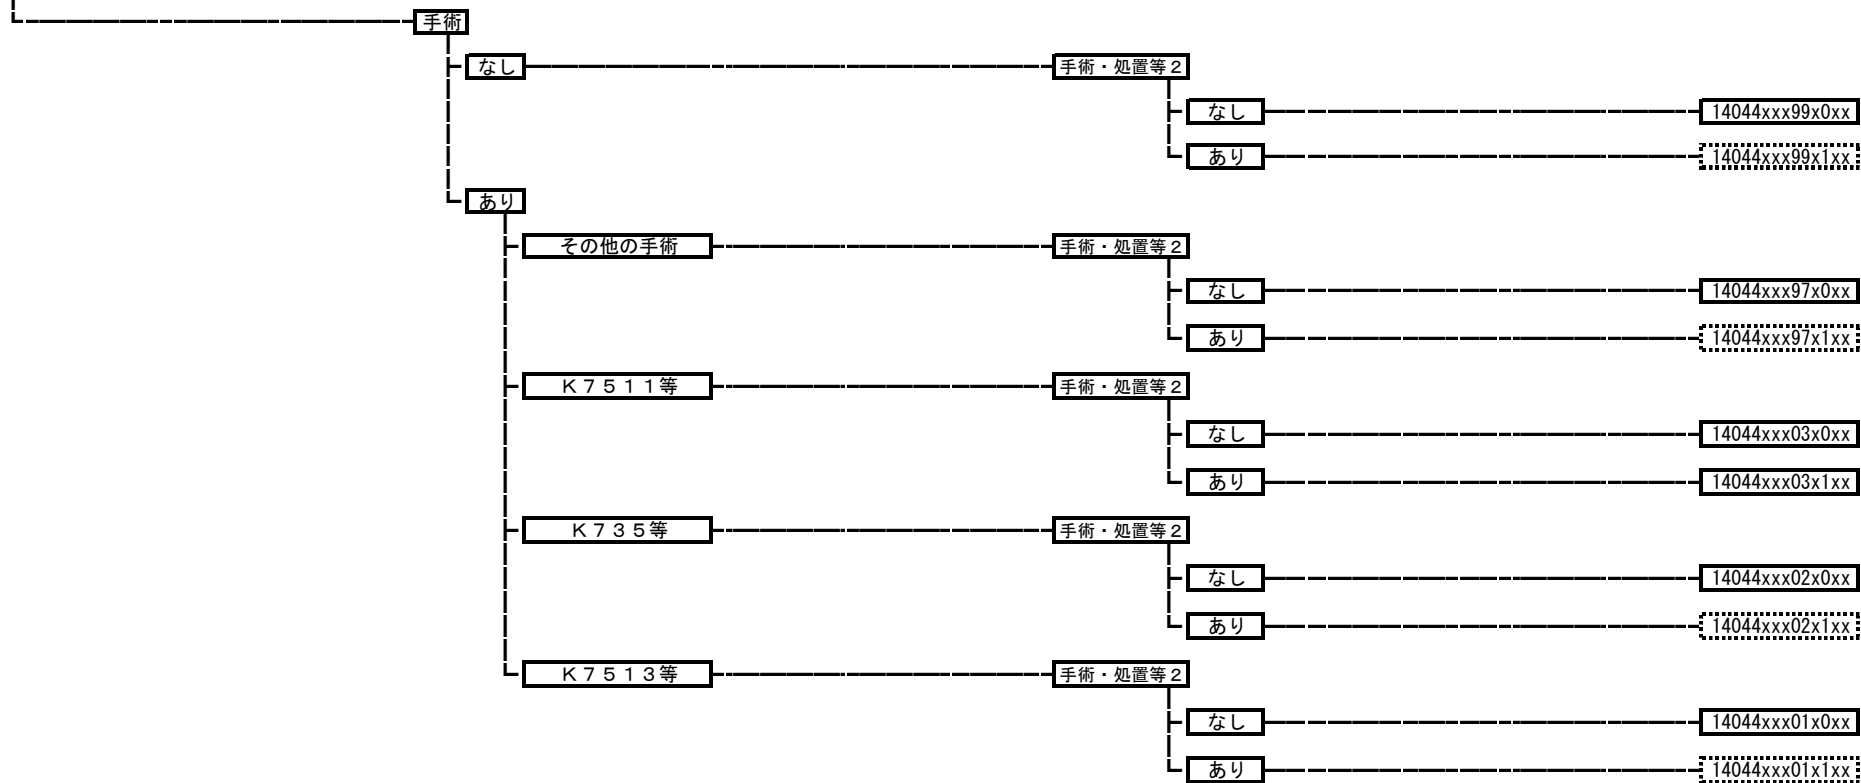 手術
なし
手術・処置等２
なし
14044xxx99x0xx
あり
14044xxx99x1xx
あり
その他の手術
手術・処置等２
なし
14044xxx97x0xx
あり
14044xxx97x1xx
Ｋ７５１１等
手術・処置等２
なし
14044xxx03x0xx
あり
14044xxx03x1xx
Ｋ７３５等
手術・処置等２
なし
14044xxx02x0xx
あり
14044xxx02x1xx
Ｋ７５１３等
手術・処置等２
なし
14044xxx01x0xx
あり
14044xxx01x1xx